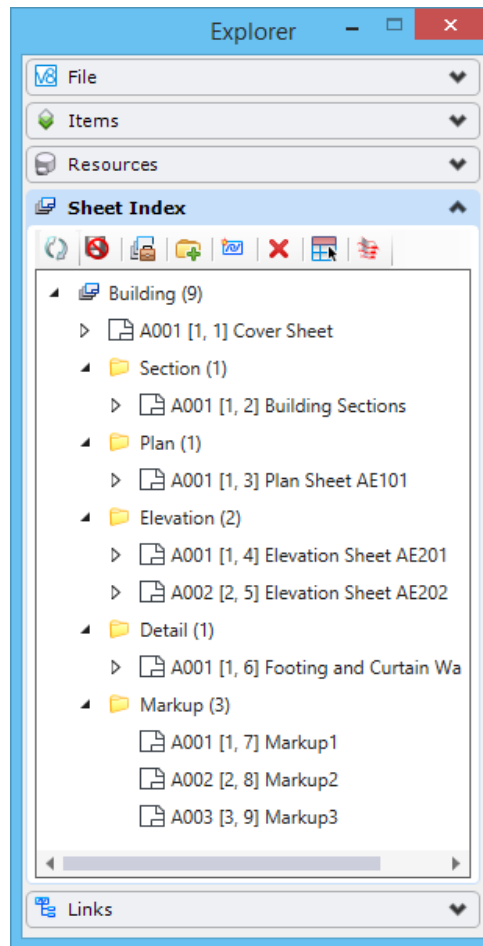 Explorer
V8 File
Items
Resources
Sheet Index
Building (9)
A001 [1, 1] Cover Sheet
Section (1)
A001 [1, 2] Building Sections
Plan (1)
A001 [1, 3] Plan Sheet AE101
Elevation (2)
A001 [1, 4] Elevation Sheet AE201
A002 [2, 5] Elevation Sheet AE202
Detail (1)
A001 [1, 6] Footing and Curtain Wa
Markup (3)
A001 [1, 7] Markup1
A002 [2, 8] Markup2
A003 [3, 9] Markup3
Links